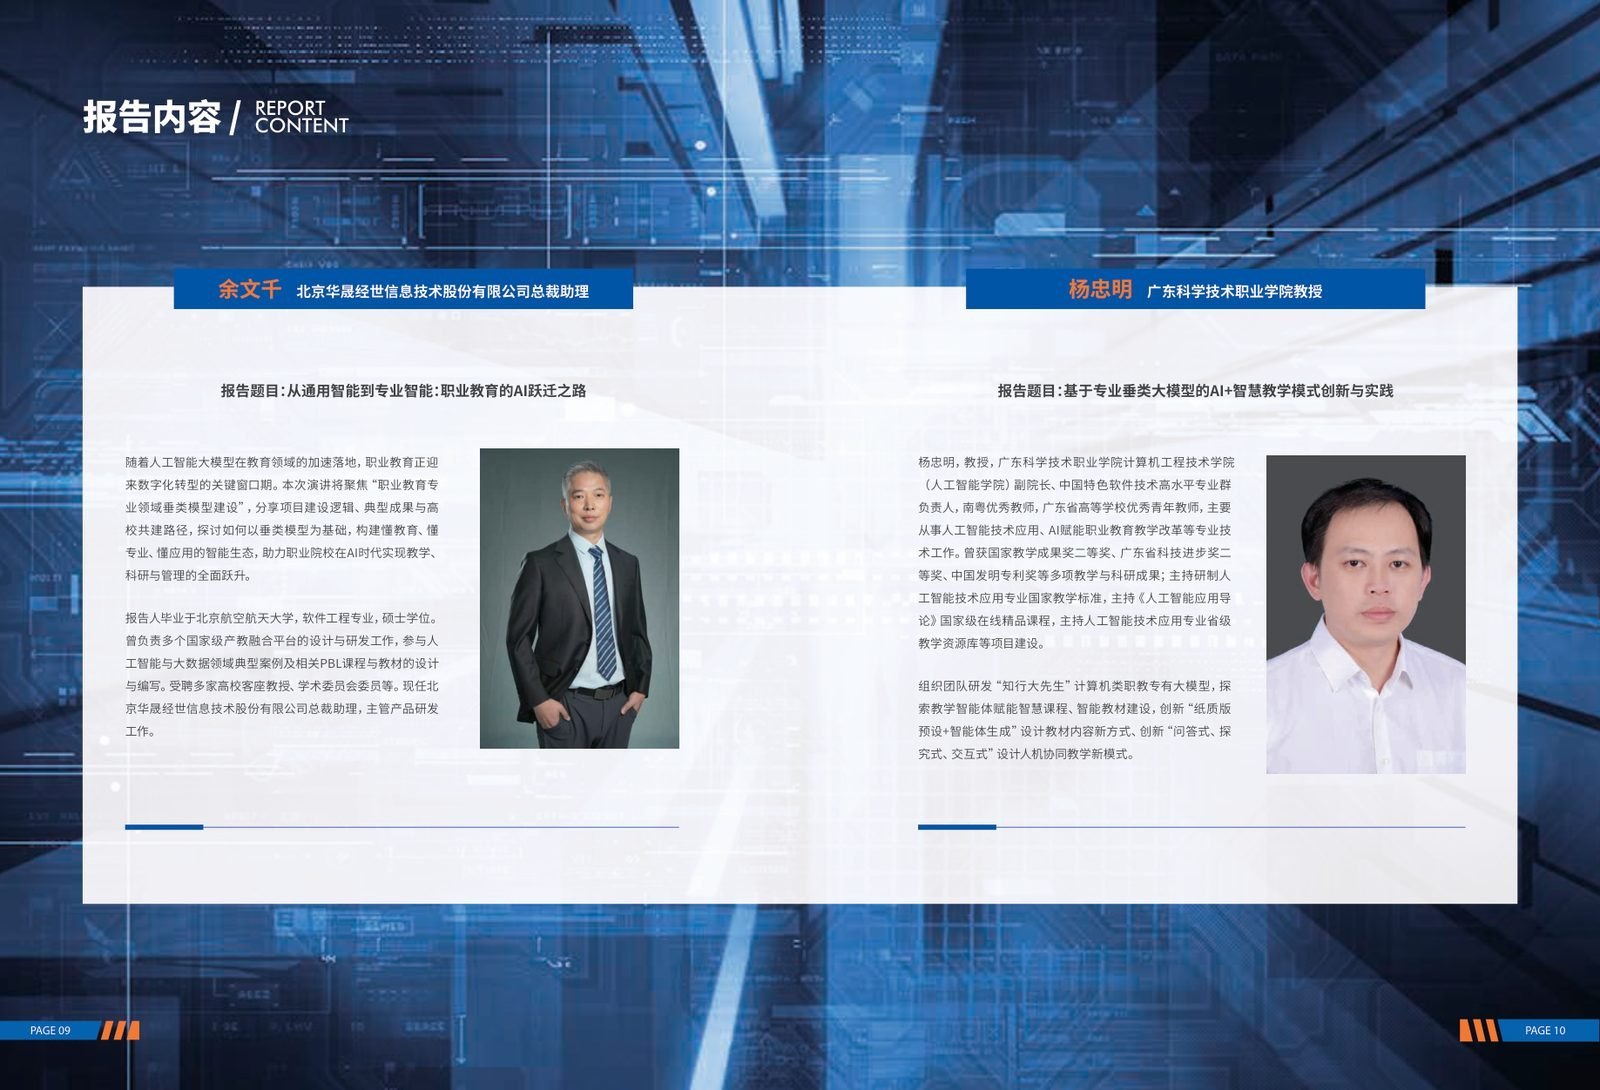 报告内容 / REPORT
CONTENT
余文千 北京华晟经世信息技术股份有限公司总裁助理
报告题目：从通用智能到专业智能：职业教育的AI跃迁之路
随着人工智能大模型在教育领域的加速落地，职业教育正迎
来数字化转型的关键窗口期。本次演讲将聚焦“职业教育专
业领域垂类模型建设”，分享项目建设逻辑、典型成果与高
校共建路径，探讨如何以垂类模型为基础，构建懂教育、懂
专业、懂应用的智能生态，助力职业院校在AI时代实现教学、
科研与管理的全面跃升。
报告人毕业于北京航空航天大学，软件工程专业，硕士学位。
曾负责多个国家级产教融合平台的设计与研发工作，参与人
工智能与大数据领域典型案例及相关PBL课程与教材的设计
与编写。受聘多家高校客座教授、学术委员会委员等。现任北
京华晟经世信息技术股份有限公司总裁助理，主管产品研发
工作。
杨忠明 广东科学技术职业学院教授
报告题目：基于专业垂类大模型的AI+智慧教学模式创新与实践
杨忠明，教授，广东科学技术职业学院计算机工程技术学院
（人工智能学院）副院长、中国特色软件技术高水平专业群
负责人，南粤优秀教师，广东省高等学校优秀青年教师，主要
从事人工智能技术应用、AI赋能职业教育教学改革等专业技
术工作。曾获国家教学成果奖二等奖、广东省科技进步奖二
等奖、中国发明专利奖等多项教学与科研成果；主持研制人
工智能技术应用专业国家教学标准，主持《人工智能应用导
论》国家级在线精品课程，主持人工智能技术应用专业省级
教学资源库等项目建设。
组织团队研发“知行大先生”计算机类职教专有大模型，探
索教学智能体赋能智慧课程、智能教材建设，创新“纸质版
预设+智能体生成”设计教材内容新方式、创新“问答式、探
究式、交互式”设计人机协同教学新模式。
PAGE 09
PAGE 10